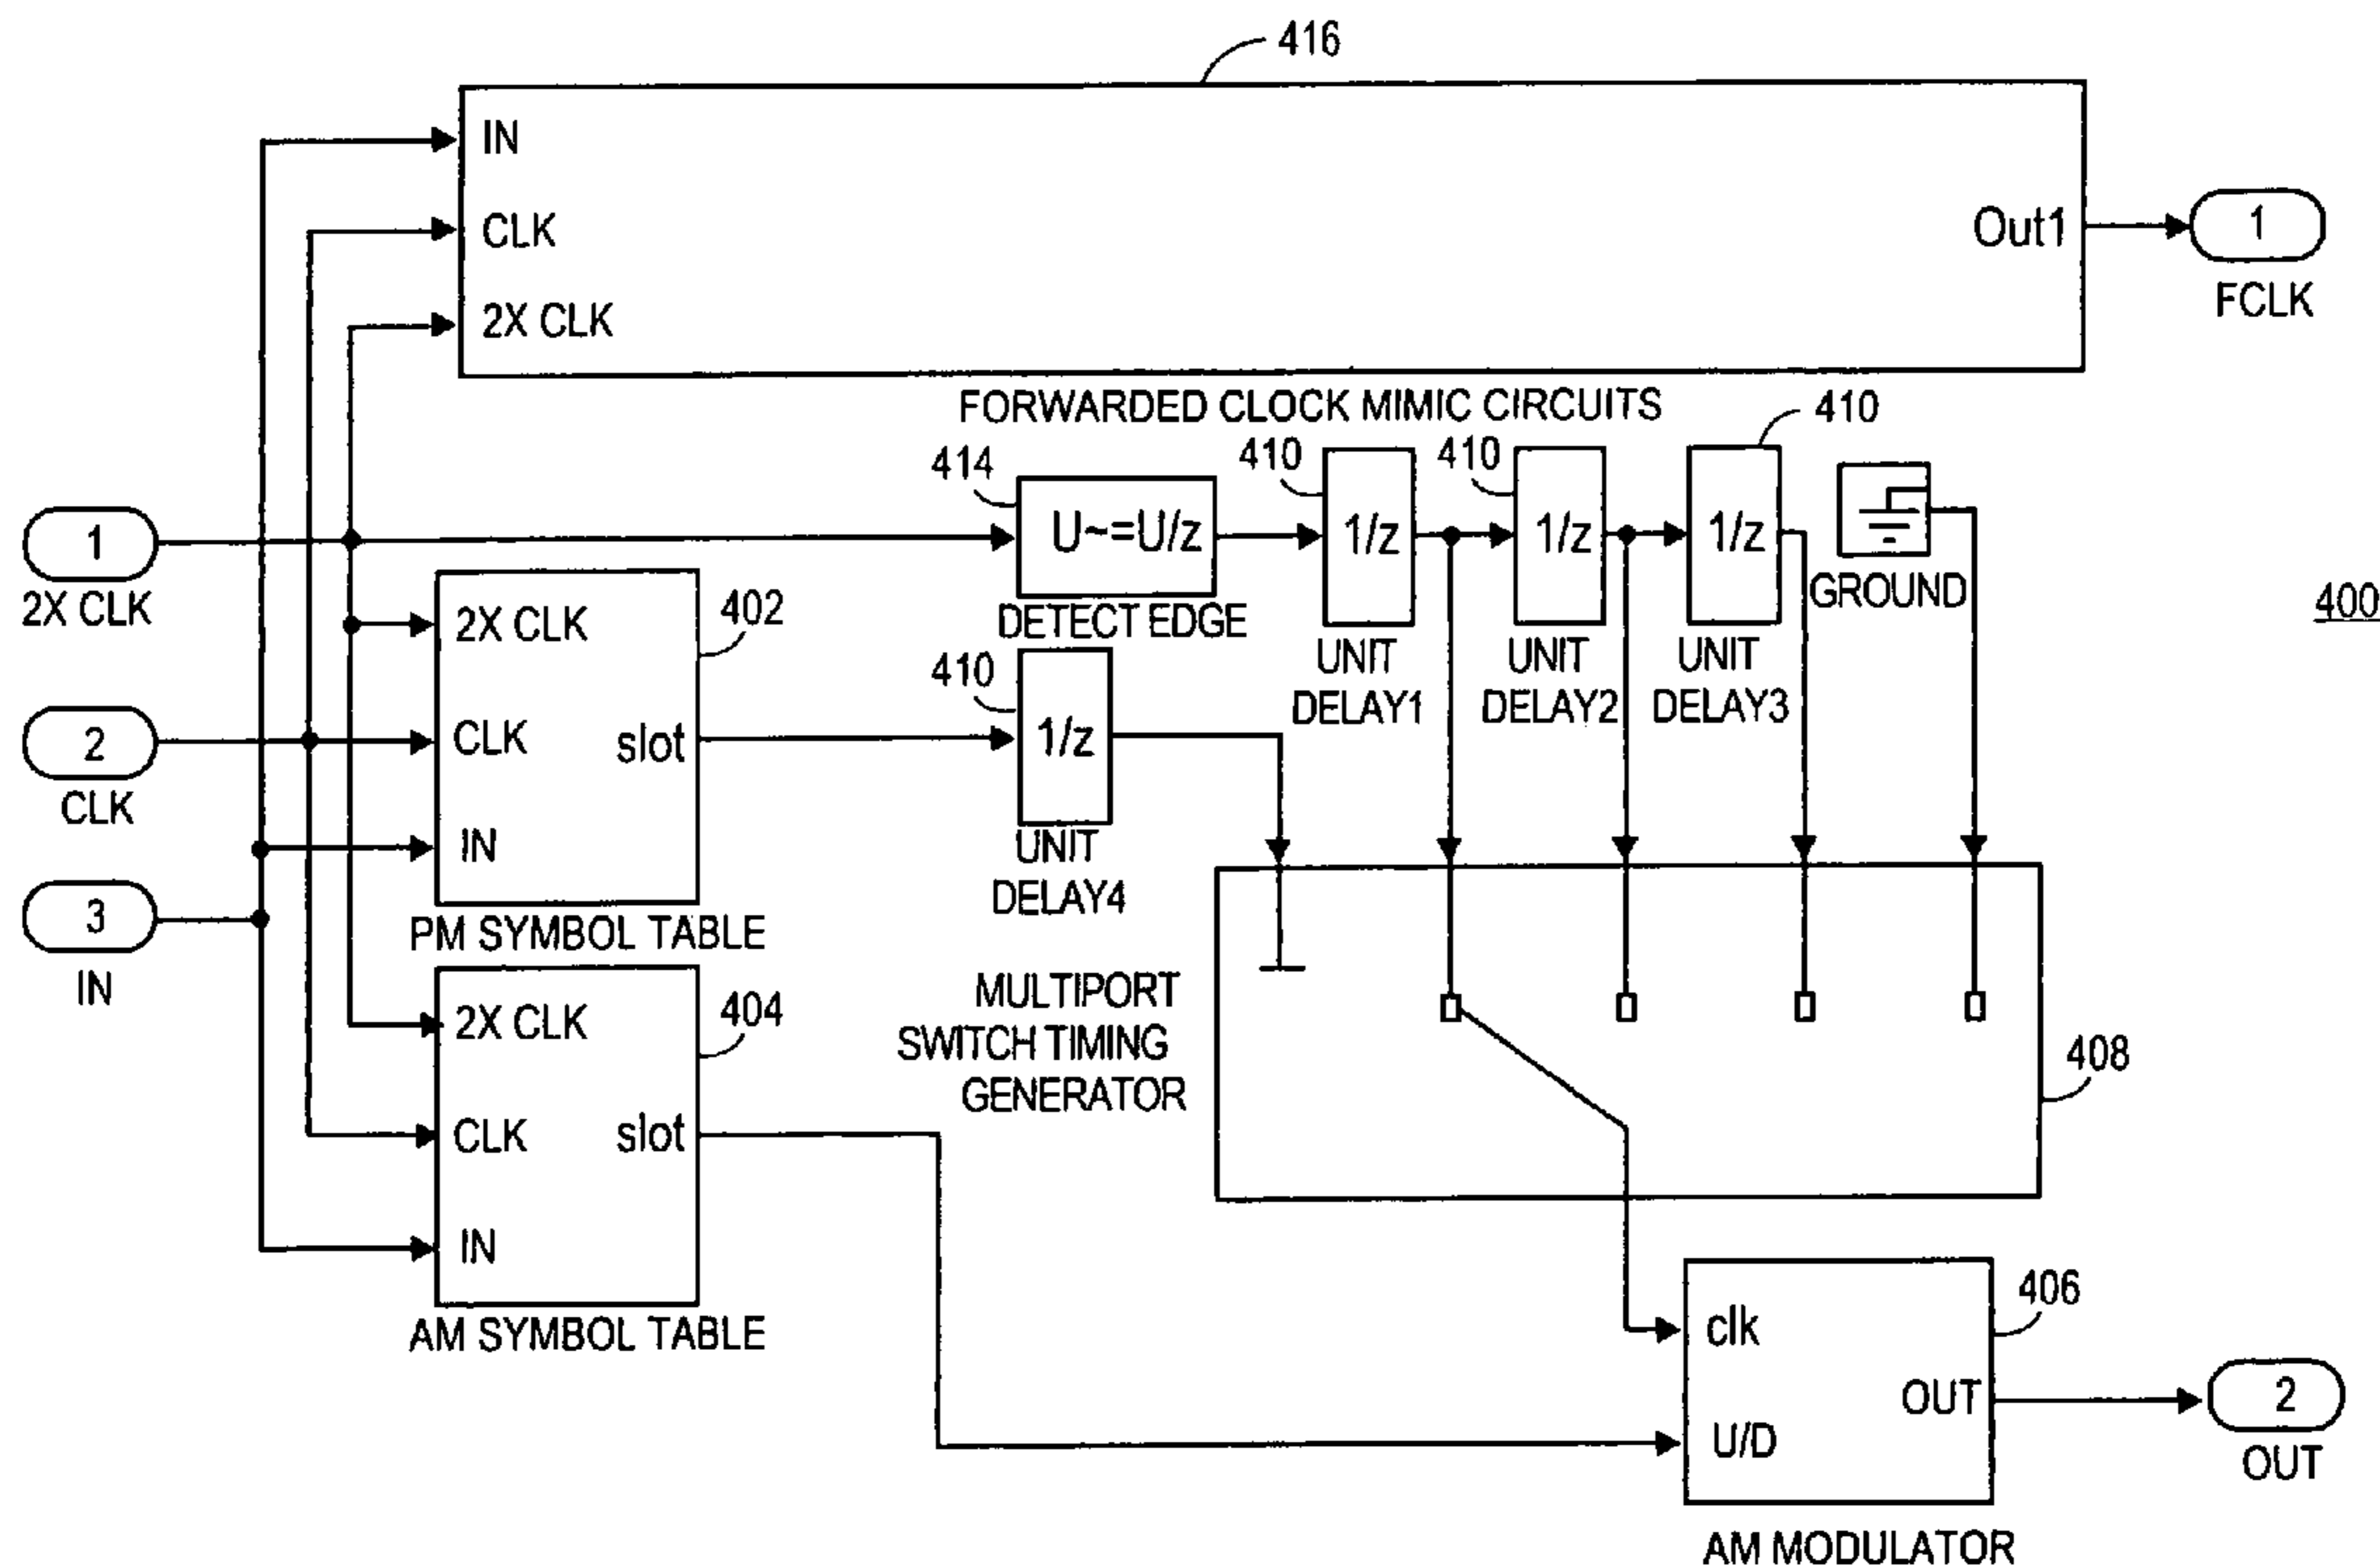 416
IN
CLK
2X CLK
Out1
1
FCLK
FORWARDED CLOCK MIMIC CIRCUITS
414
410
410
410
U~=U/z
1/z
1/z
1/z
DETECT EDGE
UNIT DELAY1
UNIT DELAY2
UNIT DELAY3
GROUND
400
1
2X CLK
2
CLK
3
IN
2X CLK
CLK
IN
slot
402
PM SYMBOL TABLE
410
1/z
UNIT DELAY4
2X CLK
CLK
IN
slot
404
AM SYMBOL TABLE
MULTIPORT
SWITCH TIMING
GENERATOR
408
clk
U/D
OUT
406
AM MODULATOR
2
OUT